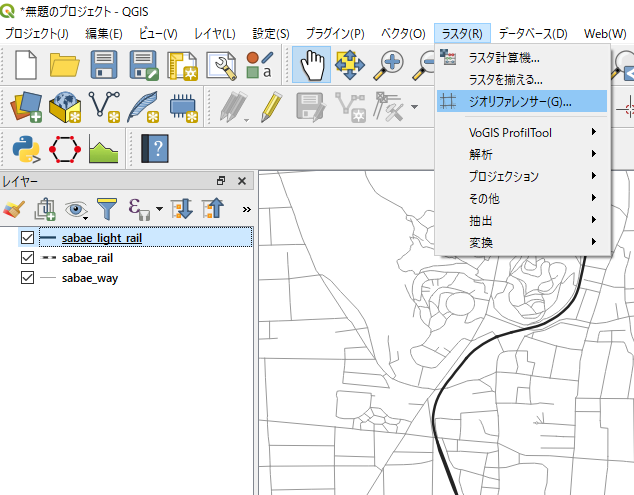 *無題のプロジェクト - QGIS
プロジェクト(J) 編集(E) ビュー(V) レイヤ(L) 設定(S) プラグイン(P) ベクタ(O) ラスタ(R) データベース(D) Web(W)
ラスタ計算機...
ラスタを揃える...
ジオリファレンサー(G)...
VoGIS ProfilTool
解析
プロジェクション
その他
抽出
変換
レイヤー
sabae_light_rail
sabae_rail
sabae_way